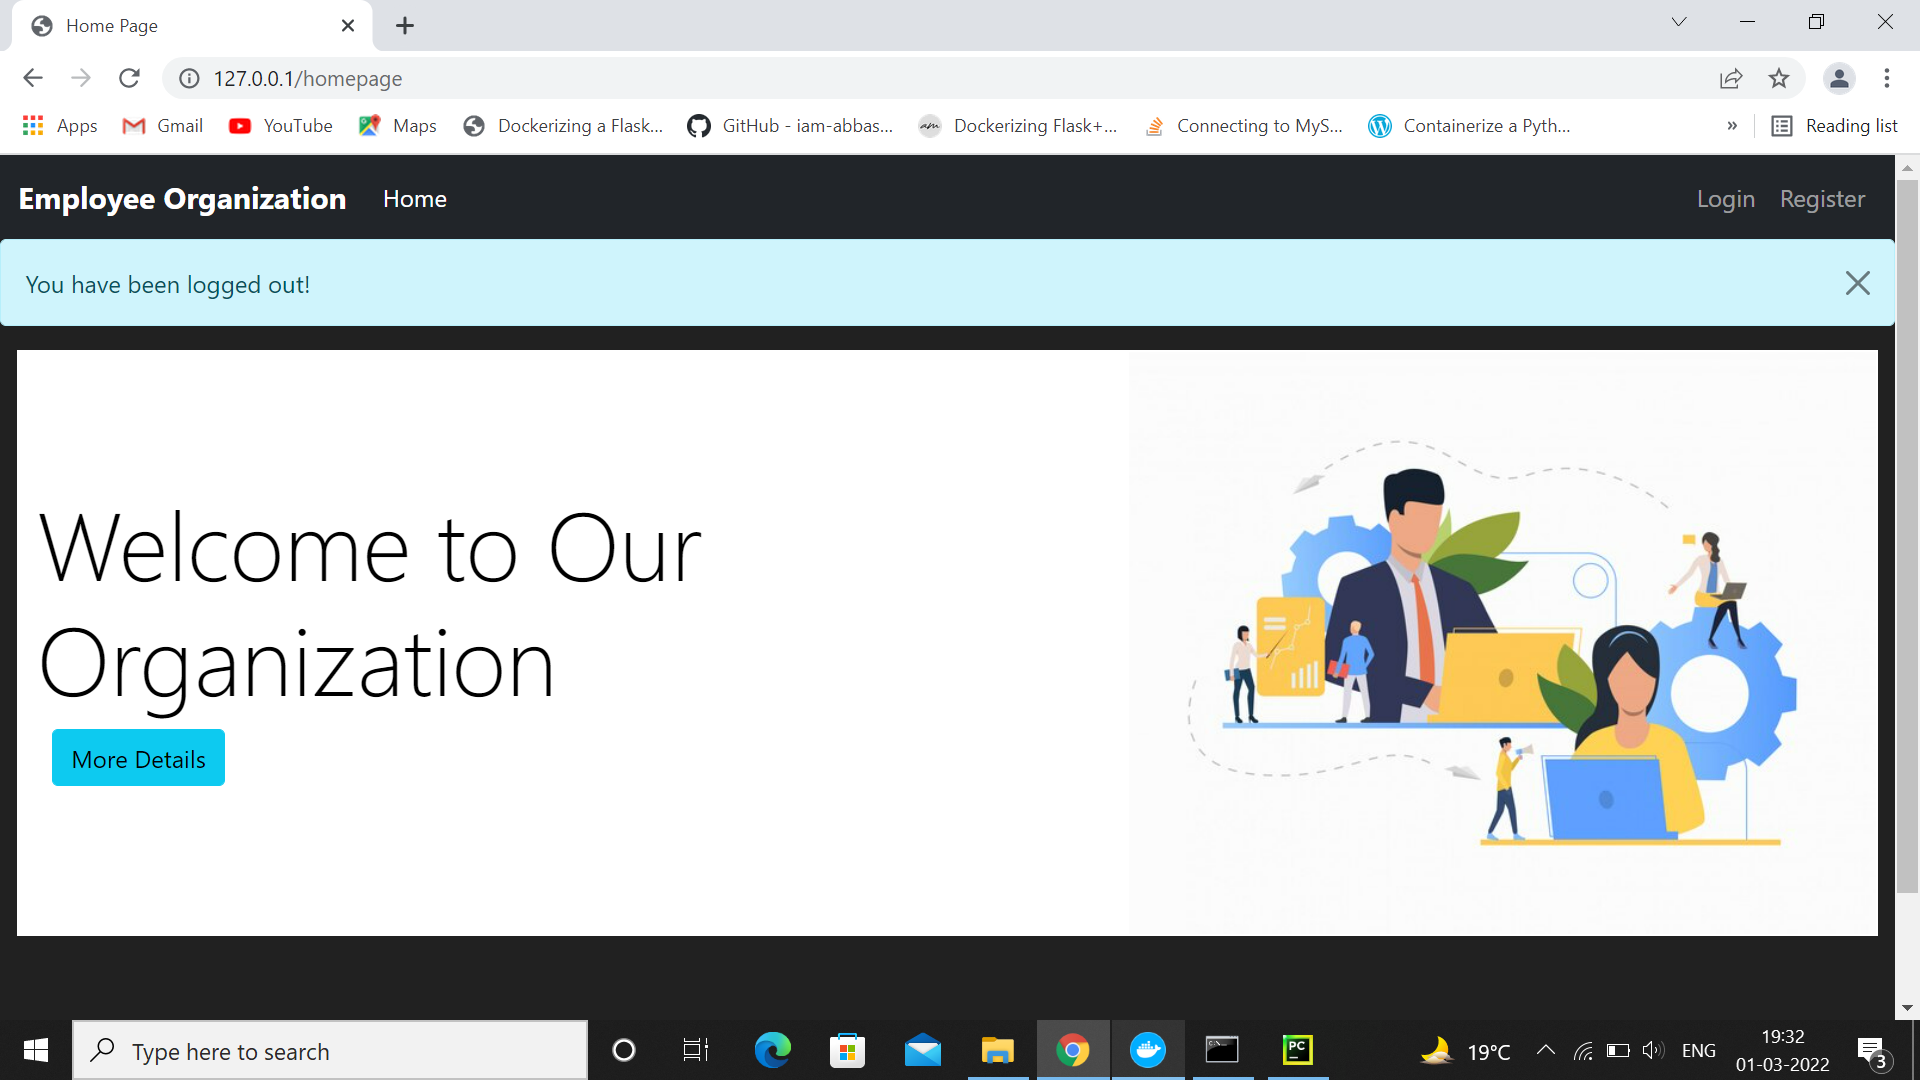 Home Page
127.0.0.1/homepage
Apps Gmail YouTube Maps Dockerizing a Flask... GitHub - iam-abbas... am Dockerizing Flask+... Connecting to MyS... Containerize a Pyth... » Reading list
Employee Organization Home Login Register
You have been logged out!
Welcome to Our
Organization
More Details
Type here to search
PC
19°C
ENG
19:32
01-03-2022
3